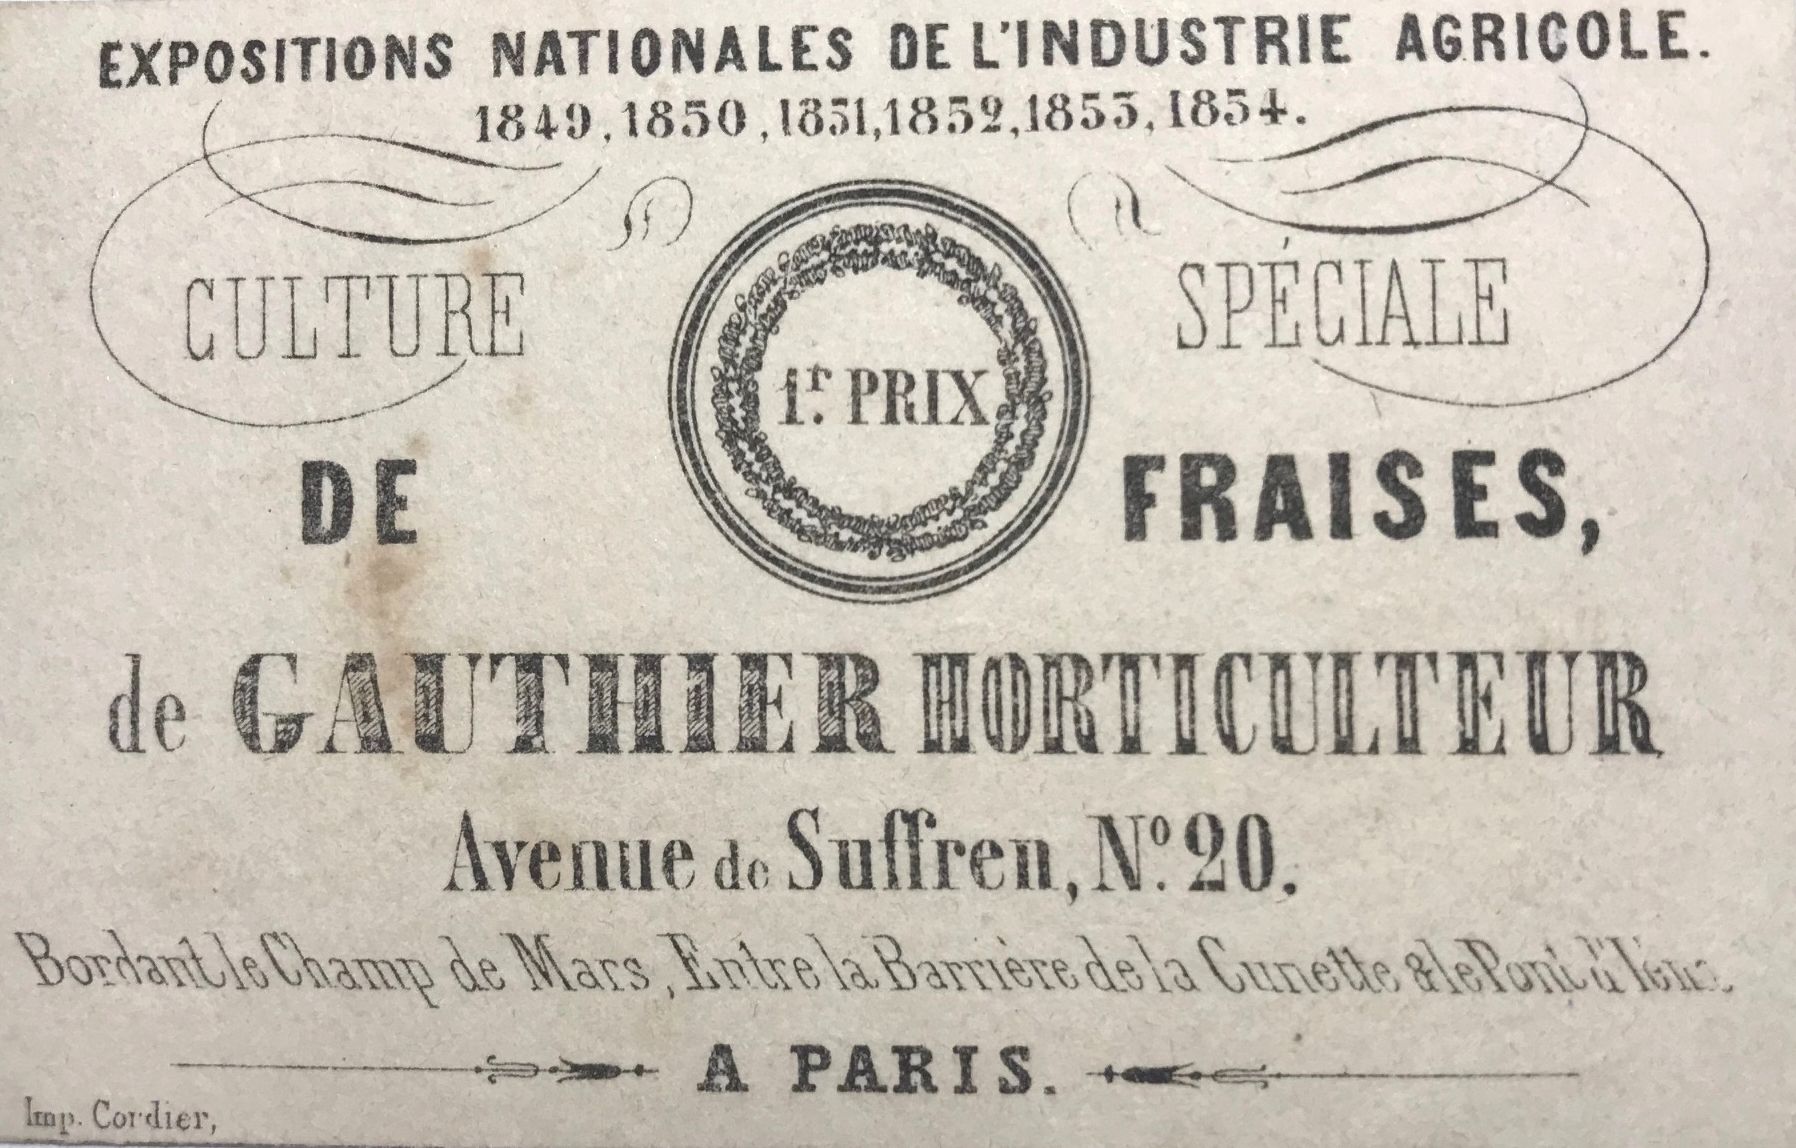 EXPOSITIONS NATIONALES DE L'INDUSTRIE AGRICOLE.
1849, 1850, 1851, 1852, 1853, 1854.
CULTURE SPÉCIALE
1r. PRIX
DE FRAISES,
de GAUTHIER HORTICULTEUR
Avenue de Suffren, No. 20.
Bordant le Champ de Mars, Entre la Barrière de la Cunette & le Pont d'Iéna
A PARIS.
Imp. Cordier,